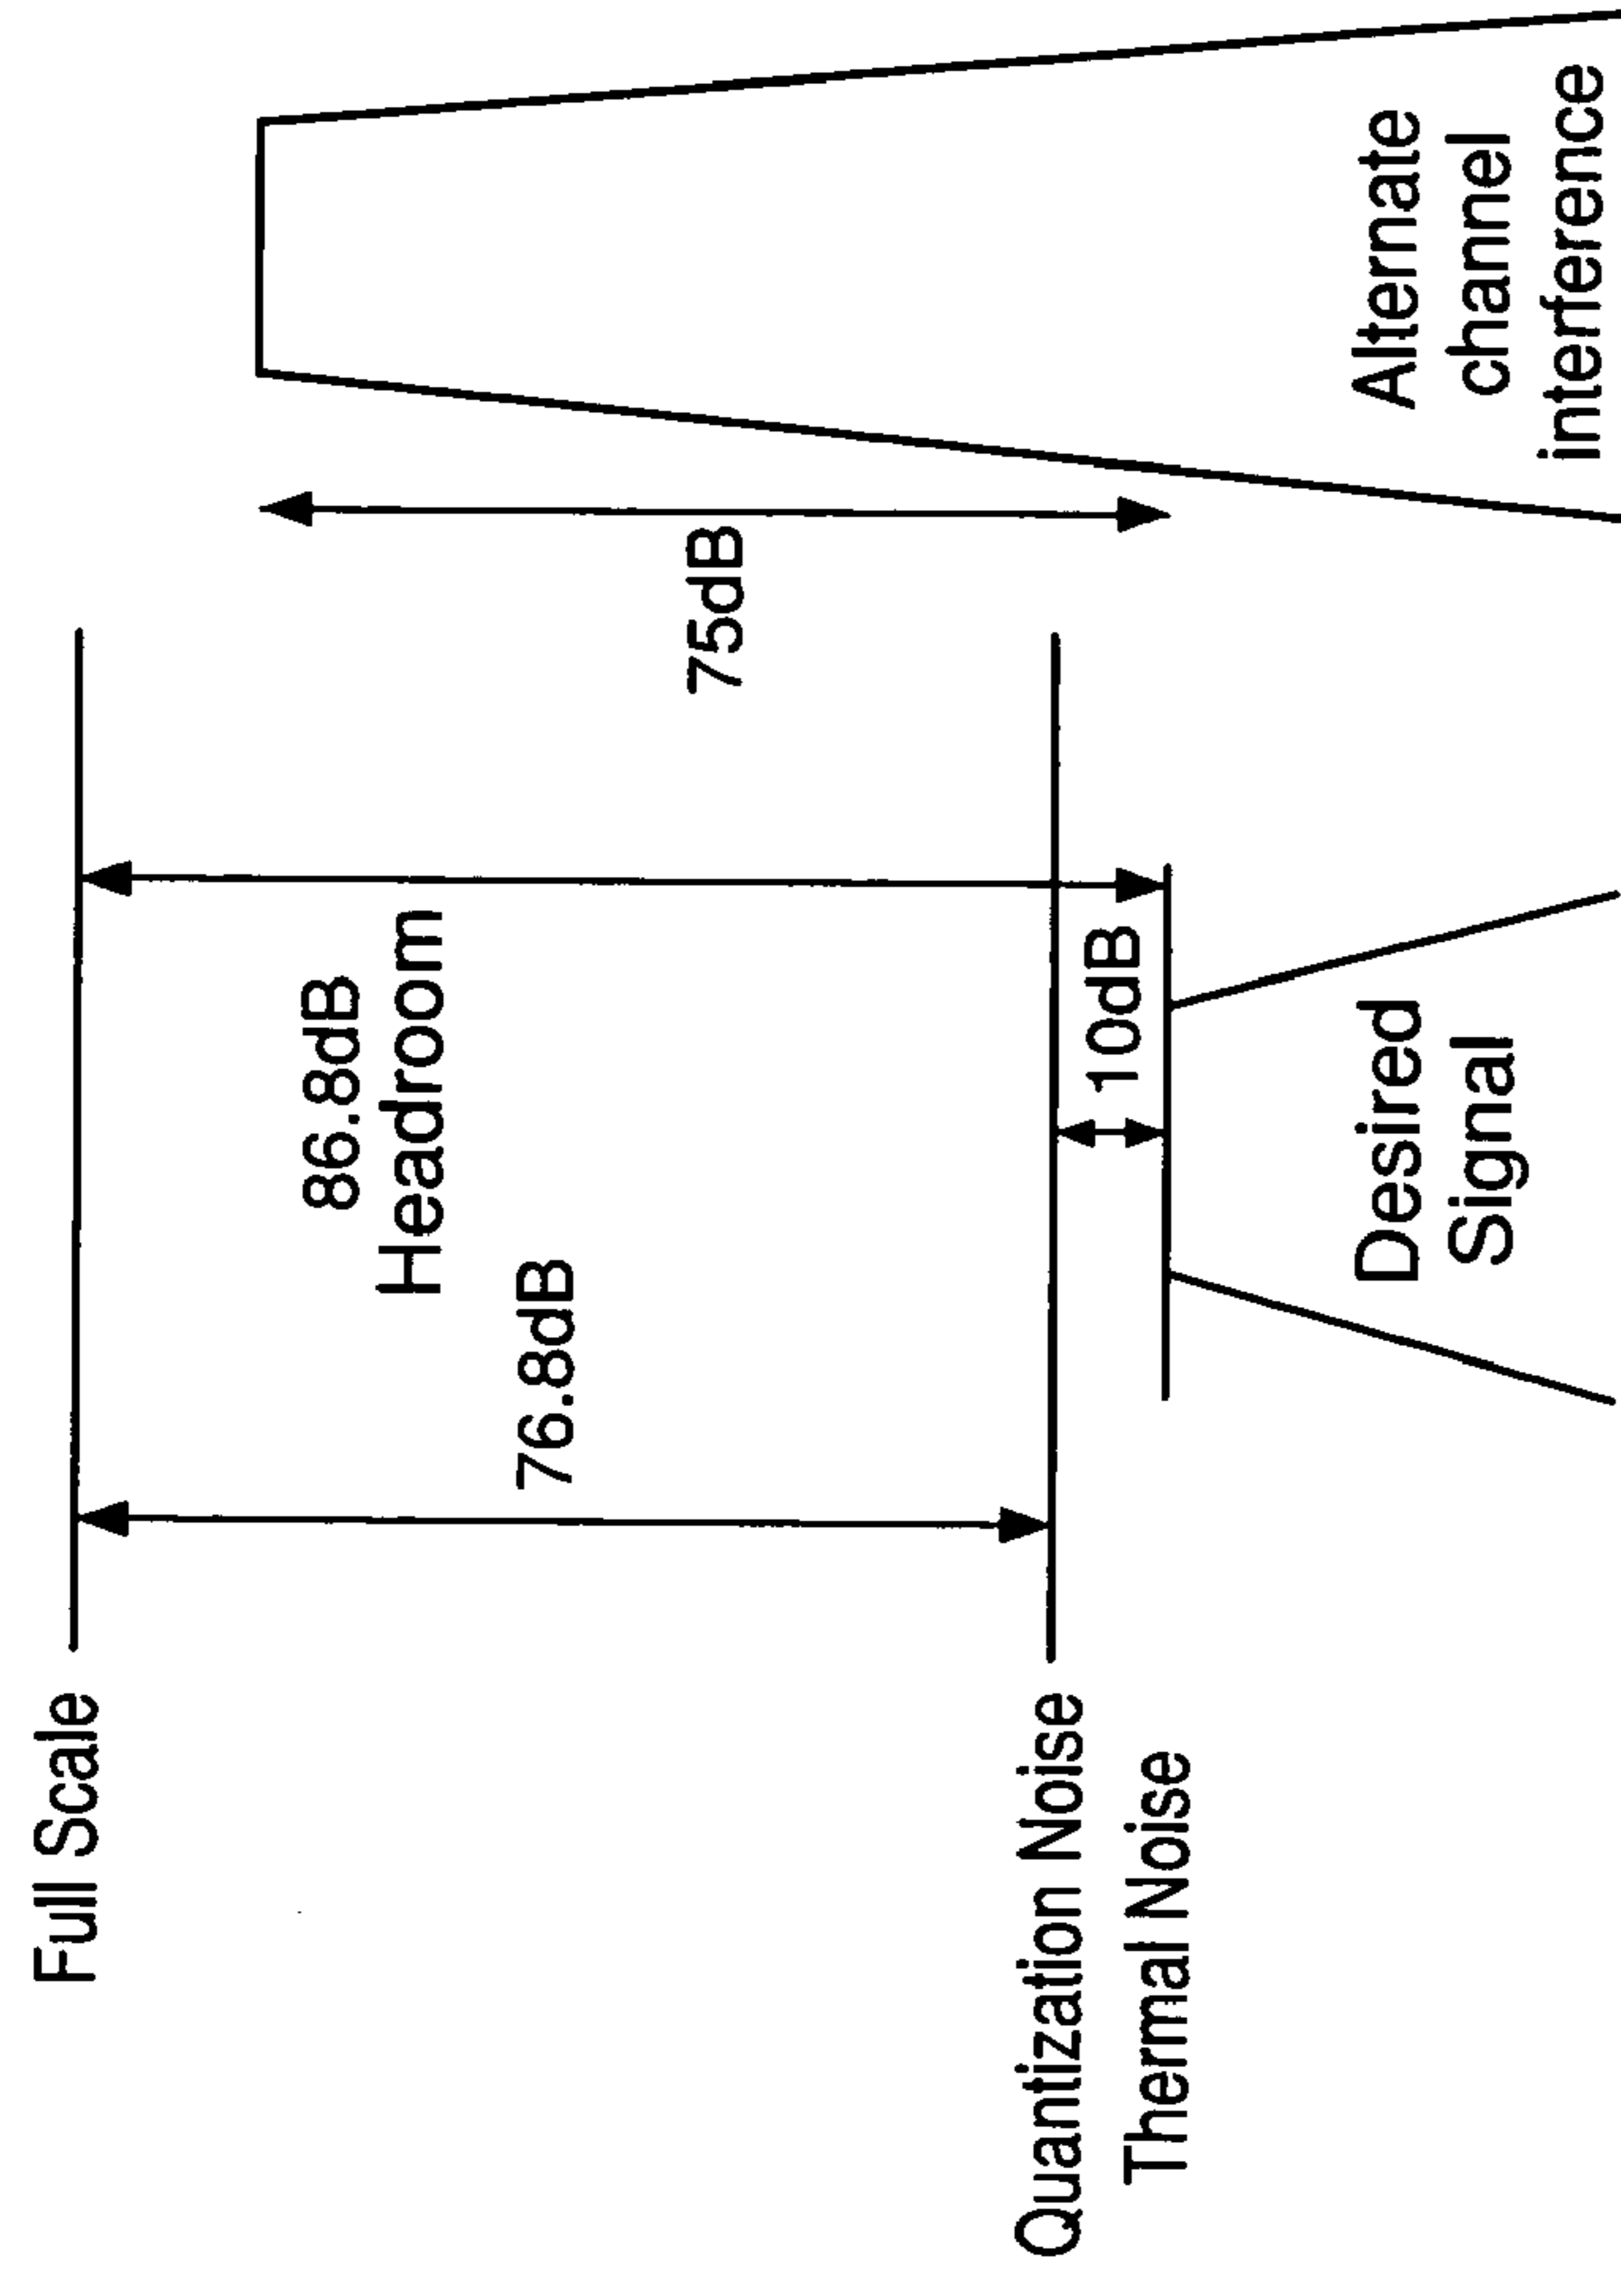 Full Scale
86.8dB
Headroom
76.8dB
75dB
Quantization Noise
10dB
Thermal Noise
Desired
Signal
Alternate
channel
interference